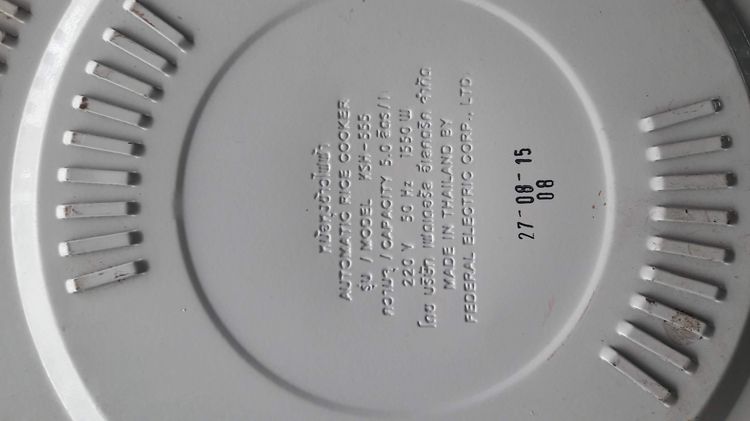 หม้อหุงข้าวไฟฟ้า
AUTOMATIC RICE COOKER
รุ่น / MODEL KSH-555
ความจุ / CAPACITY 5.0 ลิตร/l
220 V 50 Hz 1550 W
โดย บริษัท เฟดเดอรัล อีเลคตริค จำกัด
MADE IN THAILAND BY
FEDERAL ELECTRIC CORP., LTD.
27-08-15
08